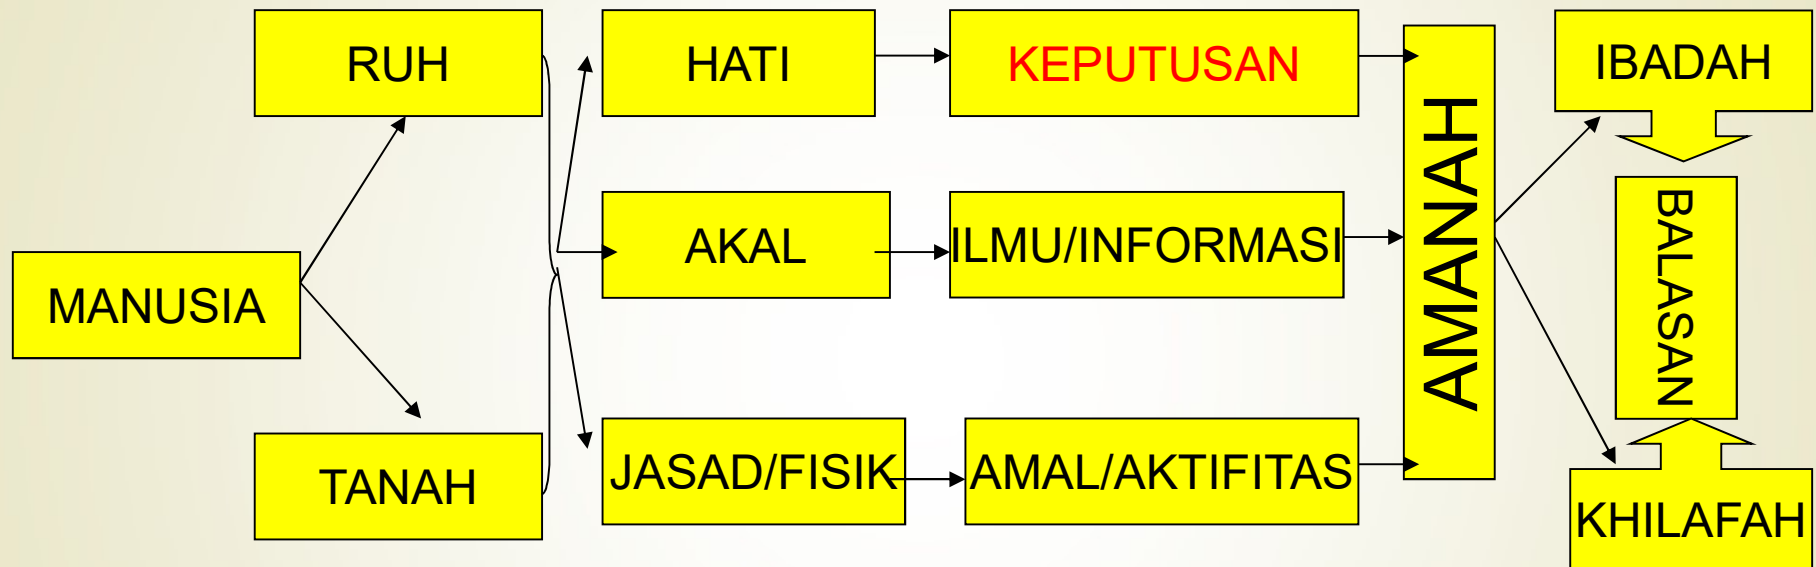 MANUSIA
RUH
TANAH
HATI
AKAL
JASAD/FISIK
KEPUTUSAN
ILMU/INFORMASI
AMAL/AKTIFITAS
AMANAH
IBADAH
BALASAN
KHILAFAH